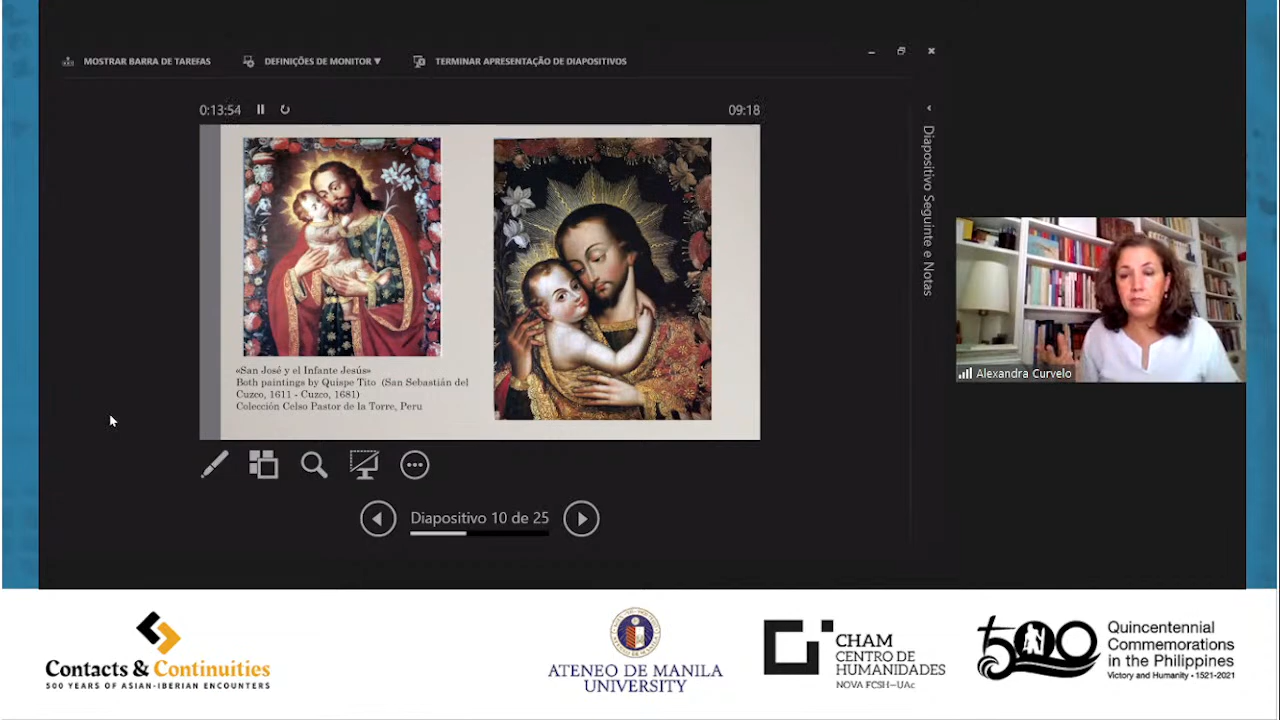 MOSTRAR BARRA DE TAREFAS
DEFINIÇÕES DE MONITOR ▼
TERMINAR APRESENTAÇÃO DE DIAPOSITIVOS
0:13:54
09:18
Diapositivo Seguinte e Notas
«San José y el Infante Jesús»
Both paintings by Quispe Tito (San Sebastián del
Cuzco, 1611 - Cuzco, 1681)
Colección Celso Pastor de la Torre, Peru
Alexandra Curvelo
Diapositivo 10 de 25
Contacts & Continuities
500 YEARS OF ASIAN-IBERIAN ENCOUNTERS
ATENEO DE MANILA
UNIVERSITY
CHAM
CENTRO DE
HUMANIDADES
NOVA FCSH—UAc
500
Quincentennial
Commemorations
in the Philippines
Victory and Humanity • 1521-2021